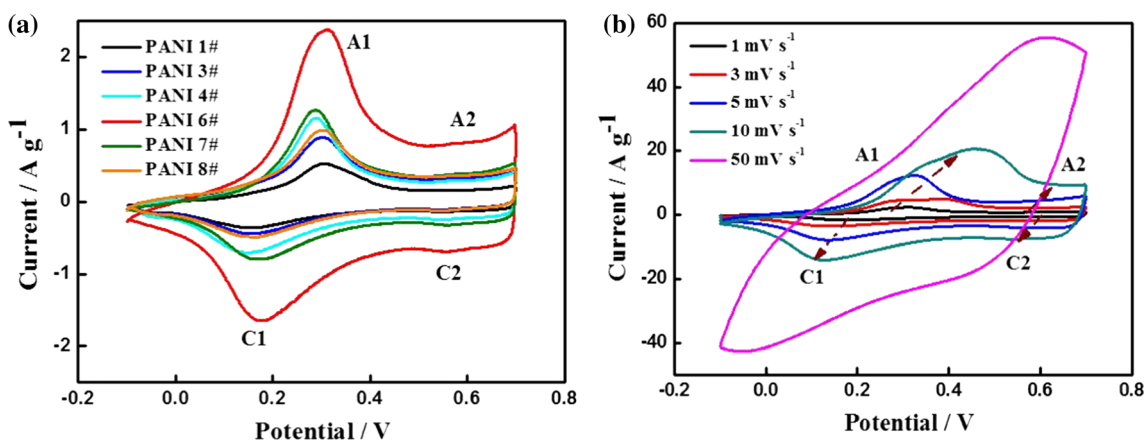 (a)
PANI 1#
PANI 3#
PANI 4#
PANI 6#
PANI 7#
PANI 8#
A1
A2
C1
C2
2
1
0
-1
-2
-0.2 0.0 0.2 0.4 0.6 0.8
Current / A g-1
Potential / V
(b)
1 mV s-1
3 mV s-1
5 mV s-1
10 mV s-1
50 mV s-1
A1
A2
C1
C2
60
40
20
0
-20
-40
-0.2 0.0 0.2 0.4 0.6 0.8
Current / A g-1
Potential / V